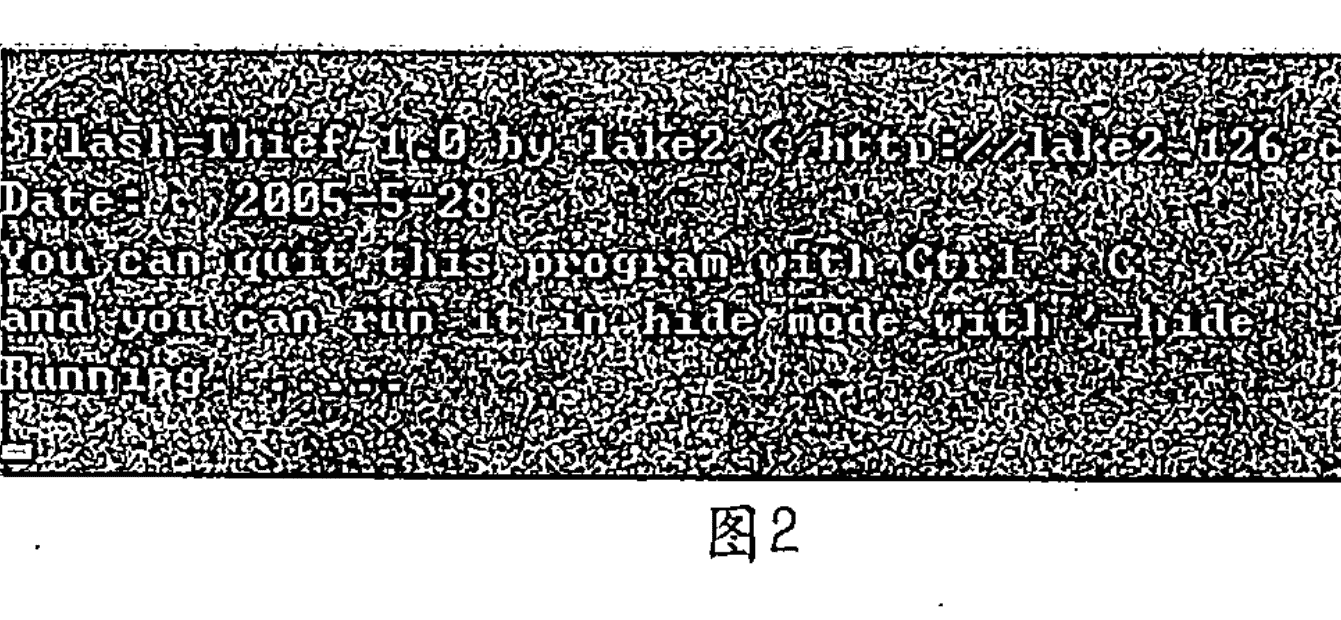 Flash-Thief 1.0 by lake2 < http://lake2.126.c
Date: 2005-5-28
You can quit this program with Ctrl + C
and you can run it in hide mode with '-hide'
Running.......
图2